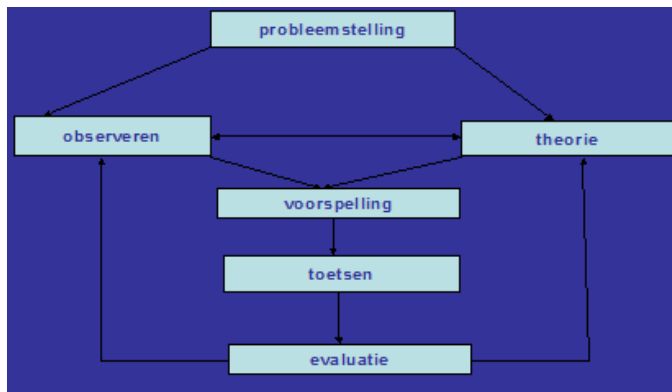 probleemstelling
observeren
theorie
voorspelling
toetsen
evaluatie